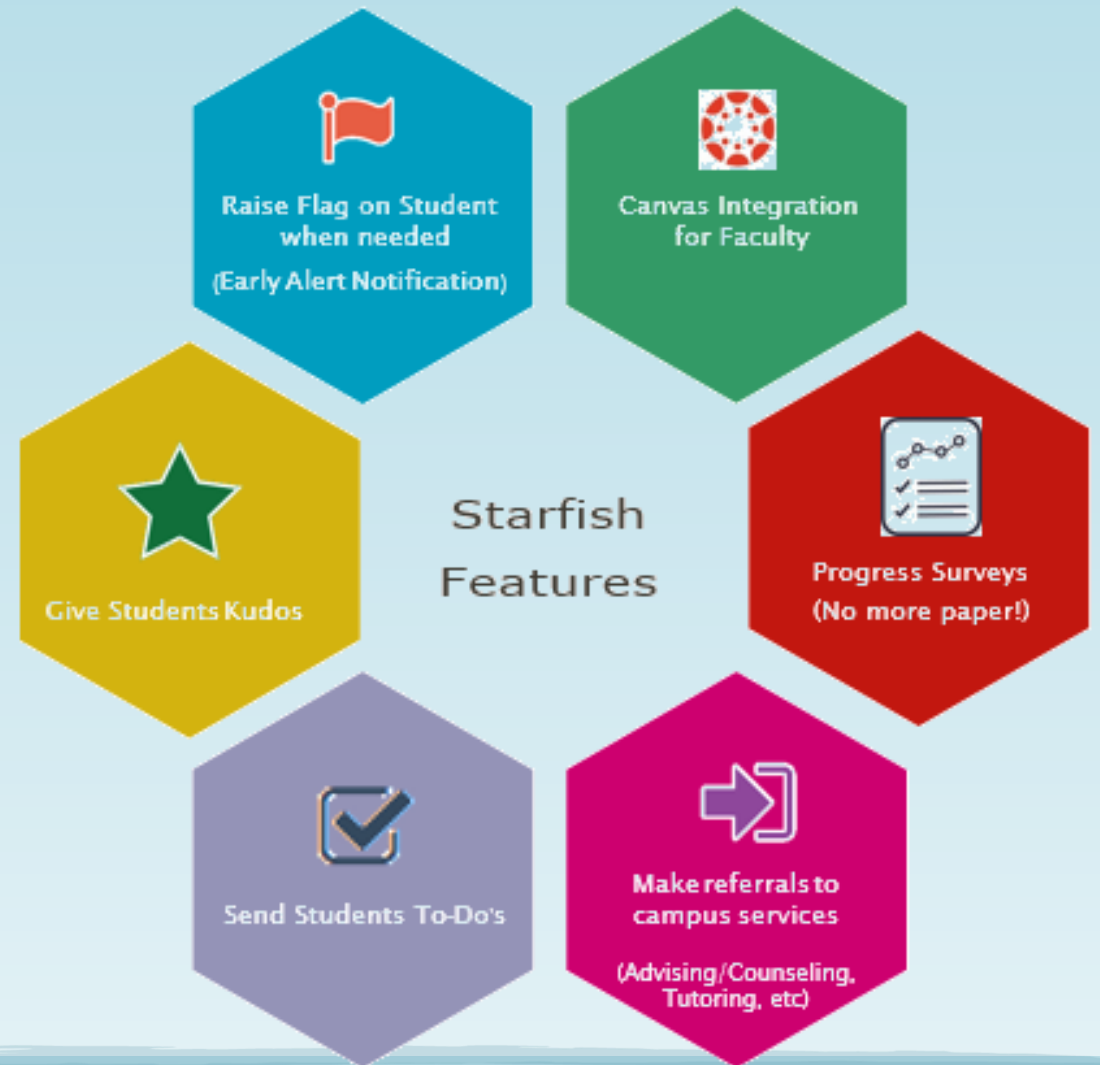 Raise Flag on Student
when needed
(Early Alert Notification)
Canvas Integration
for Faculty
Give Students Kudos
Starfish
Features
Progress Surveys
(No more paper!)
Send Students To-Do's
Make referrals to
campus services
(Advising/Counseling,
Tutoring, etc)